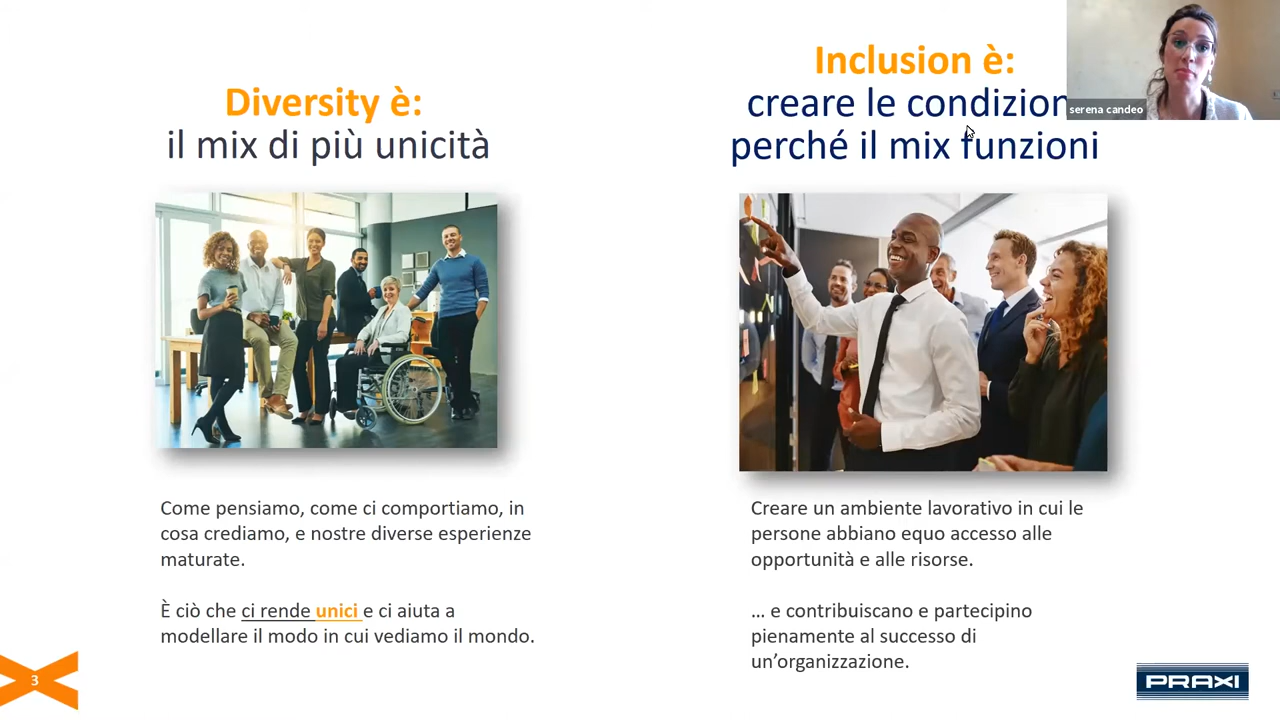 Diversity è:
il mix di più unicità
Come pensiamo, come ci comportiamo, in
cosa crediamo, e nostre diverse esperienze
maturate.
È ciò che ci rende unici e ci aiuta a
modellare il modo in cui vediamo il mondo.
Inclusion è:
creare le condizion
perché il mix funzioni
Creare un ambiente lavorativo in cui le
persone abbiano equo accesso alle
opportunità e alle risorse.
... e contribuiscano e partecipino
pienamente al successo di
un'organizzazione.
serena candeo
3
PRAXI